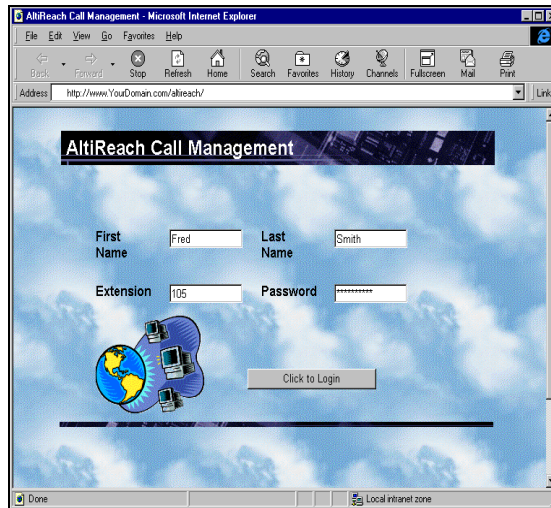 AltiReach Call Management - Microsoft Internet Explorer
File Edit View Go Favorites Help
Back Forward Stop Refresh Home Search Favorites History Channels Fullscreen Mail Print
Address http://www.YourDomain.com/altireach/ Link
AltiReach Call Management
First Name Fred Last Name Smith
Extension 105 Password **********
Click to Login
Done Local intranet zone